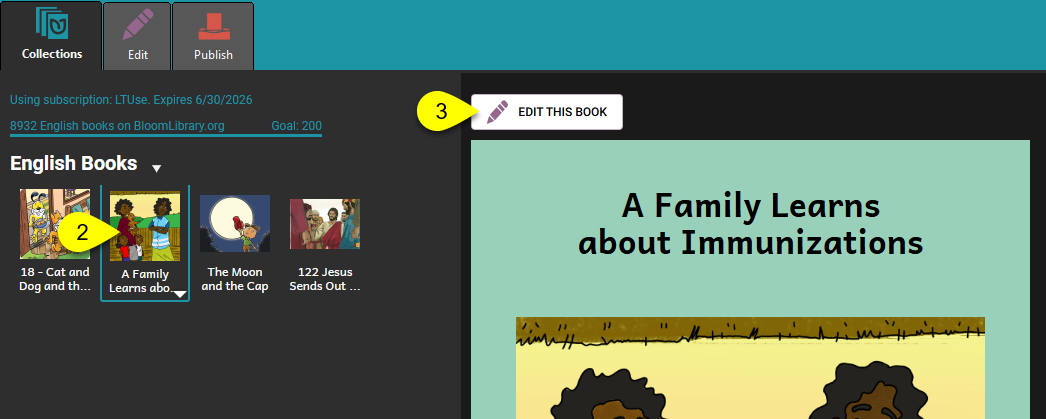 Collections
Edit
Publish
Using subscription: LTUse. Expires 6/30/2026
8932 English books on BloomLibrary.org
Goal: 200
English Books
18 - Cat and
Dog and th...
A Family
Learns abo...
The Moon
and the Cap
122 Jesus
Sends Out ...
2
3
EDIT THIS BOOK
A Family Learns
about Immunizations